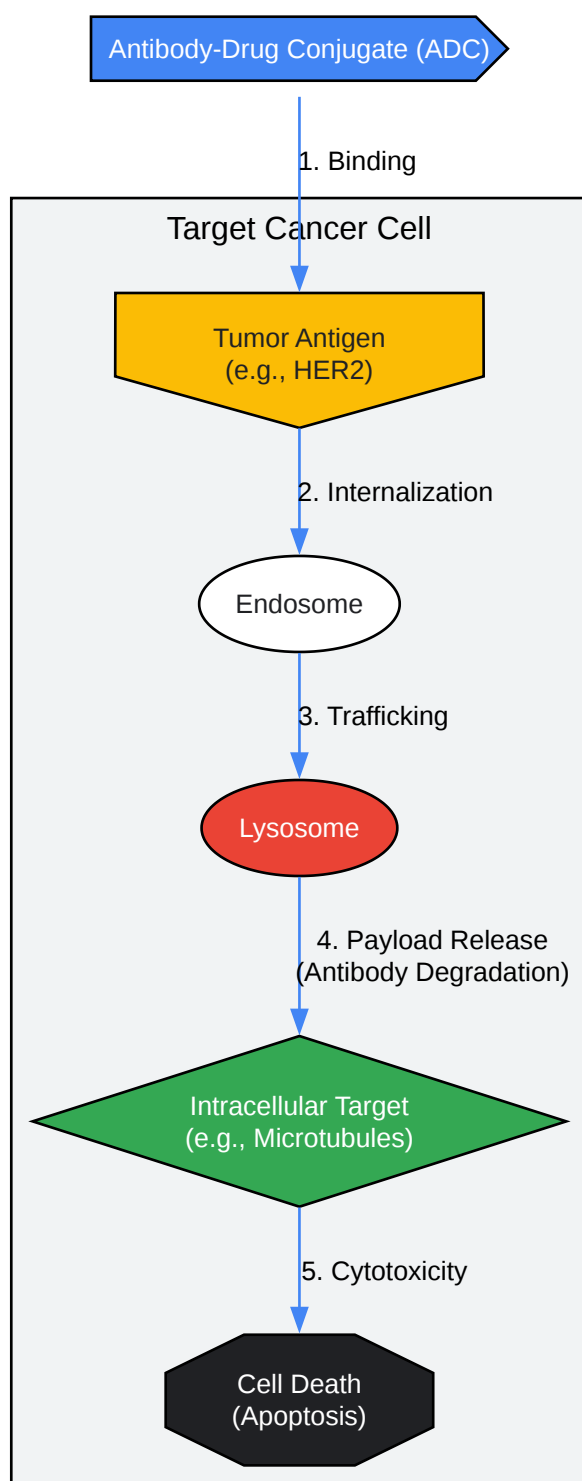 Antibody-Drug Conjugate (ADC)
1. Binding
Target Cancer Cell
Tumor Antigen
(e.g., HER2)
2. Internalization
Endosome
3. Trafficking
Lysosome
4. Payload Release
(Antibody Degradation)
Intracellular Target
(e.g., Microtubules)
5. Cytotoxicity
Cell Death
(Apoptosis)